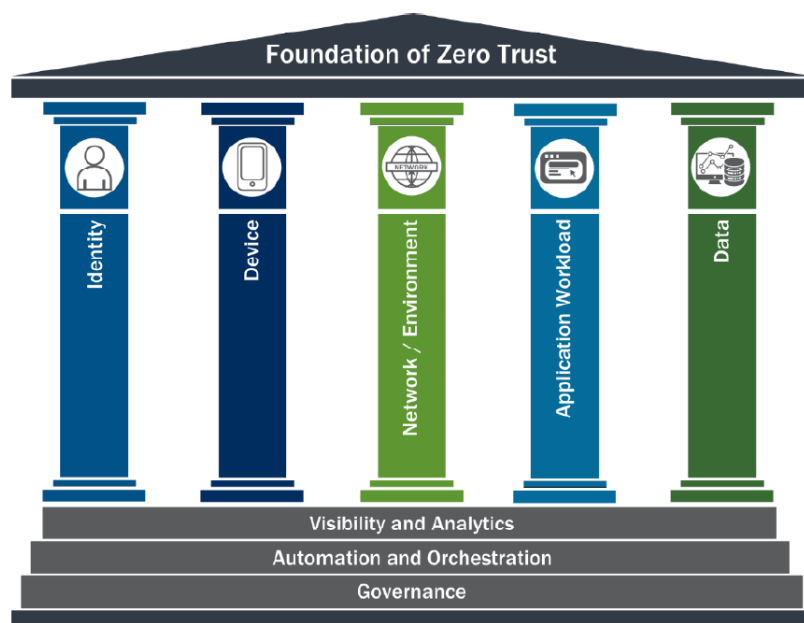 Foundation of Zero Trust
NETWORK
Identity
Device
Network / Environment
Application Workload
Data
Visibility and Analytics
Automation and Orchestration
Governance